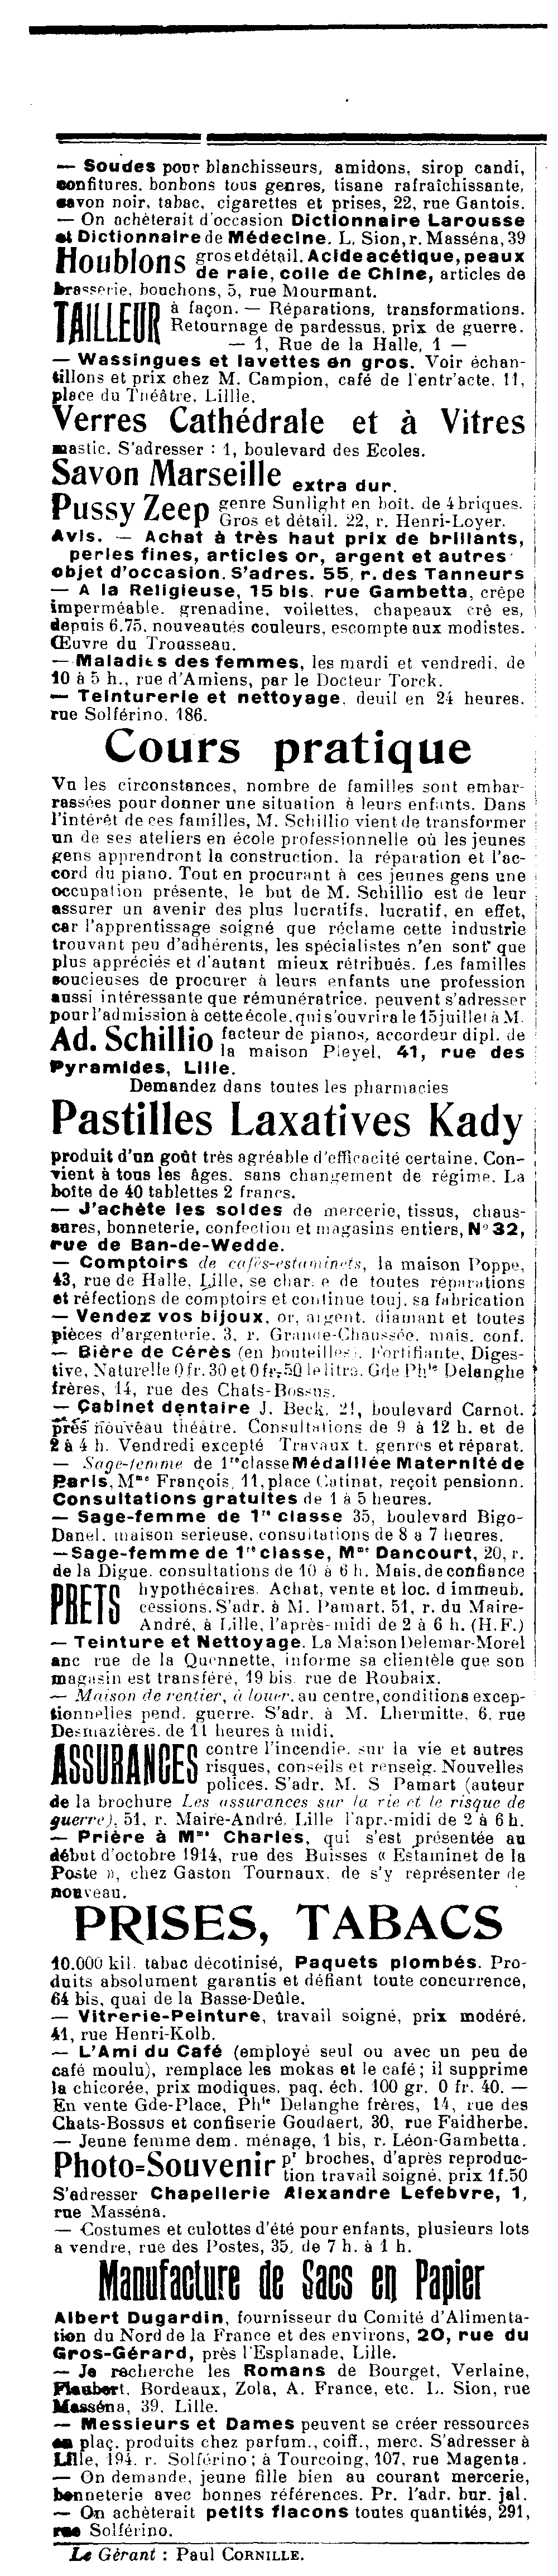 — Soudes pour blanchisseurs, amidons, sirop candi,
confitures, bonbons tous genres, tisane rafraichissante,
savon noir, tabac, cigarettes et prises, 22, rue Gantois.
— On achèterait d'occasion Dictionnaire Larousse
et Dictionnaire de Médecine. L. Sion, r. Masséna, 39
Houblons gros et détail. Acide acétique, peaux
de raie, colle de Chine, articles de
brasserie, bouchons, 5, rue Mourmant.
TAILLEUR à façon. — Réparations, transformations.
Retournage de pardessus, prix de guerre.
— 1, Rue de la Halle, 1 —
— Wassingues et lavettes en gros. Voir échan-
tillons et prix chez M. Campion, café de l'entr'acte, 11,
place du Théâtre, Lillle.
Verres Cathédrale et à Vitres
mastic. S'adresser : 1, boulevard des Ecoles.
Savon Marseille extra dur.
Pussy Zeep genre Sunlight en boit. de 4 briques.
Gros et détail. 22, r. Henri-Loyer.
Avis. — Achat à très haut prix de brillants,
perles fines, articles or, argent et autres
objet d'occasion. S'adres. 55, r. des Tanneurs
— A la Religieuse, 15 bis, rue Gambetta, crêpe
imperméable, grenadine, voilettes, chapeaux cré es,
depuis 6,75, nouveautés couleurs, escompte aux modistes.
Œuvre du Trousseau.
— Maladies des femmes, les mardi et vendredi, de
10 à 5 h., rue d'Amiens, par le Docteur Torck.
— Teinturerie et nettoyage, deuil en 24 heures.
rue Solférino, 186.
Cours pratique
Vu les circonstances, nombre de familles sont embar-
rassées pour donner une situation à leurs enfants. Dans
l'intérêt de ces familles, M. Schillio vient de transformer
un de ses ateliers en école professionnelle où les jeunes
gens apprendront la construction, la réparation et l'ac-
cord du piano. Tout en procurant à ces jeunes gens une
occupation présente, le but de M. Schillio est de leur
assurer un avenir des plus lucratifs, lucratif, en effet,
car l'apprentissage soigné que réclame cette industrie
trouvant peu d'adhérents, les spécialistes n'en sont que
plus appréciés et d'autant mieux rétribués. Les familles
soucieuses de procurer à leurs enfants une profession
aussi intéressante que rémunératrice, peuvent s'adresser
pour l'admission à cette école, qui s'ouvrira le 15 juillet à M.
Ad. Schillio facteur de pianos, accordeur dipl. de
la maison Pleyel, 41, rue des
Pyramides, Lille.
Demandez dans toutes les pharmacies
Pastilles Laxatives Kady
produit d'un goût très agréable d'efficacité certaine. Con-
vient à tous les âges, sans changement de régime. La
boîte de 40 tablettes 2 francs.
— J'achète les soldes de mercerie, tissus, chaus-
sures, bonneterie, confection et magasins entiers, N° 32,
rue de Ban-de-Wedde.
— Comptoirs de cafés-estaminets, la maison Poppe,
43, rue de Halle, Lille, se char. e de toutes réparations
et réfections de comptoirs et continue touj. sa fabrication
— Vendez vos bijoux, or, argent, diamant et toutes
pièces d'argenterie, 3, r. Grande-Chaussée, mais. conf.
— Bière de Cérès (en bouteilles), Fortifiante, Diges-
tive, Naturelle 0 fr. 30 et 0 fr. 50 le litre. Gde Phie Delanghe
frères, 14, rue des Chats-Bossus.
— Cabinet dentaire J. Beck, 21, boulevard Carnot,
près nouveau théâtre. Consultations de 9 à 12 h. et de
2 à 4 h. Vendredi excepté Travaux t. genres et réparat.
— Sage-femme de 1re classe Médaillée Maternité de
Paris, Mme François, 11, place Catinat, reçoit pensionn.
Consultations gratuites de 1 à 5 heures.
— Sage-femme de 1re classe 35, boulevard Bigo-
Danel, maison serieuse, consultations de 8 a 7 heures.
— Sage-femme de 1re classe, Mme Dancourt, 20, r.
de la Digue, consultations de 10 à 6 h. Mais. de confiance
PRETS hypothécaires. Achat, vente et loc. d immeub.
cessions. S'adr. à M. Pamart, 51, r. du Maire-
André, à Lille, l'après-midi de 2 à 6 h. (H.F.)
— Teinture et Nettoyage. La Maison Delemar-Morel
anc rue de la Quennette, informe sa clientèle que son
magasin est transféré, 19 bis, rue de Roubaix.
— Maison de rentier, à louer, au centre, conditions excep-
tionnelles pend. guerre. S'adr. à M. Lhermitte, 6, rue
Desmazières, de 11 heures à midi.
ASSURANCES contre l'incendie, sur la vie et autres
risques, conseils et renseig. Nouvelles
polices. S'adr. M. S Pamart (auteur
de la brochure Les assurances sur la vie et le risque de
guerre), 51, r. Maire-André, Lille l'apr.-midi de 2 à 6 h.
— Prière à Mme Charles, qui s'est présentée au
début d'octobre 1914, rue des Buisses « Estaminet de la
Poste », chez Gaston Tournaux, de s'y représenter de
nouveau.
PRISES, TABACS
10.000 kil. tabac décotinisé, Paquets plombés. Pro-
duits absolument garantis et défiant toute concurrence,
64 bis, quai de la Basse-Deûle.
— Vitrerie-Peinture, travail soigné, prix modéré,
41, rue Henri-Kolb.
— L'Ami du Café (employé seul ou avec un peu de
café moulu), remplace les mokas et le café ; il supprime
la chicorée, prix modiques, paq. éch. 100 gr. 0 fr. 40. —
En vente Gde-Place, Phie Delanghe frères, 14, rue des
Chats-Bossus et confiserie Goudaert, 30, rue Faidherbe.
— Jeune femme dem. ménage, 1 bis, r. Léon-Gambetta.
Photo=Souvenir pr broches, d'après reproduc-
tion travail soigné, prix 1f.50
S'adresser Chapellerie Alexandre Lefebvre, 1,
rue Masséna.
— Costumes et culottes d'été pour enfants, plusieurs lots
a vendre, rue des Postes, 35, de 7 h. à 1 h.
Manufacture de Sacs en Papier
Albert Dugardin, fournisseur du Comité d'Alimenta-
tion du Nord de la France et des environs, 20, rue du
Gros-Gérard, près l'Esplanade, Lille.
— Je recherche les Romans de Bourget, Verlaine,
Flaubert, Bordeaux, Zola, A. France, etc. L. Sion, rue
Masséna, 39, Lille.
— Messieurs et Dames peuvent se créer ressources
en plaç. produits chez parfum., coiff., merc. S'adresser à
Lille, 194, r. Solférino ; à Tourcoing, 107, rue Magenta.
— On demande, jeune fille bien au courant mercerie,
bonneterie avec bonnes références. Pr. l'adr. bur. jal.
— On achèterait petits flacons toutes quantités, 291,
rue Solférino.
Le Gérant : Paul CORNILLE.